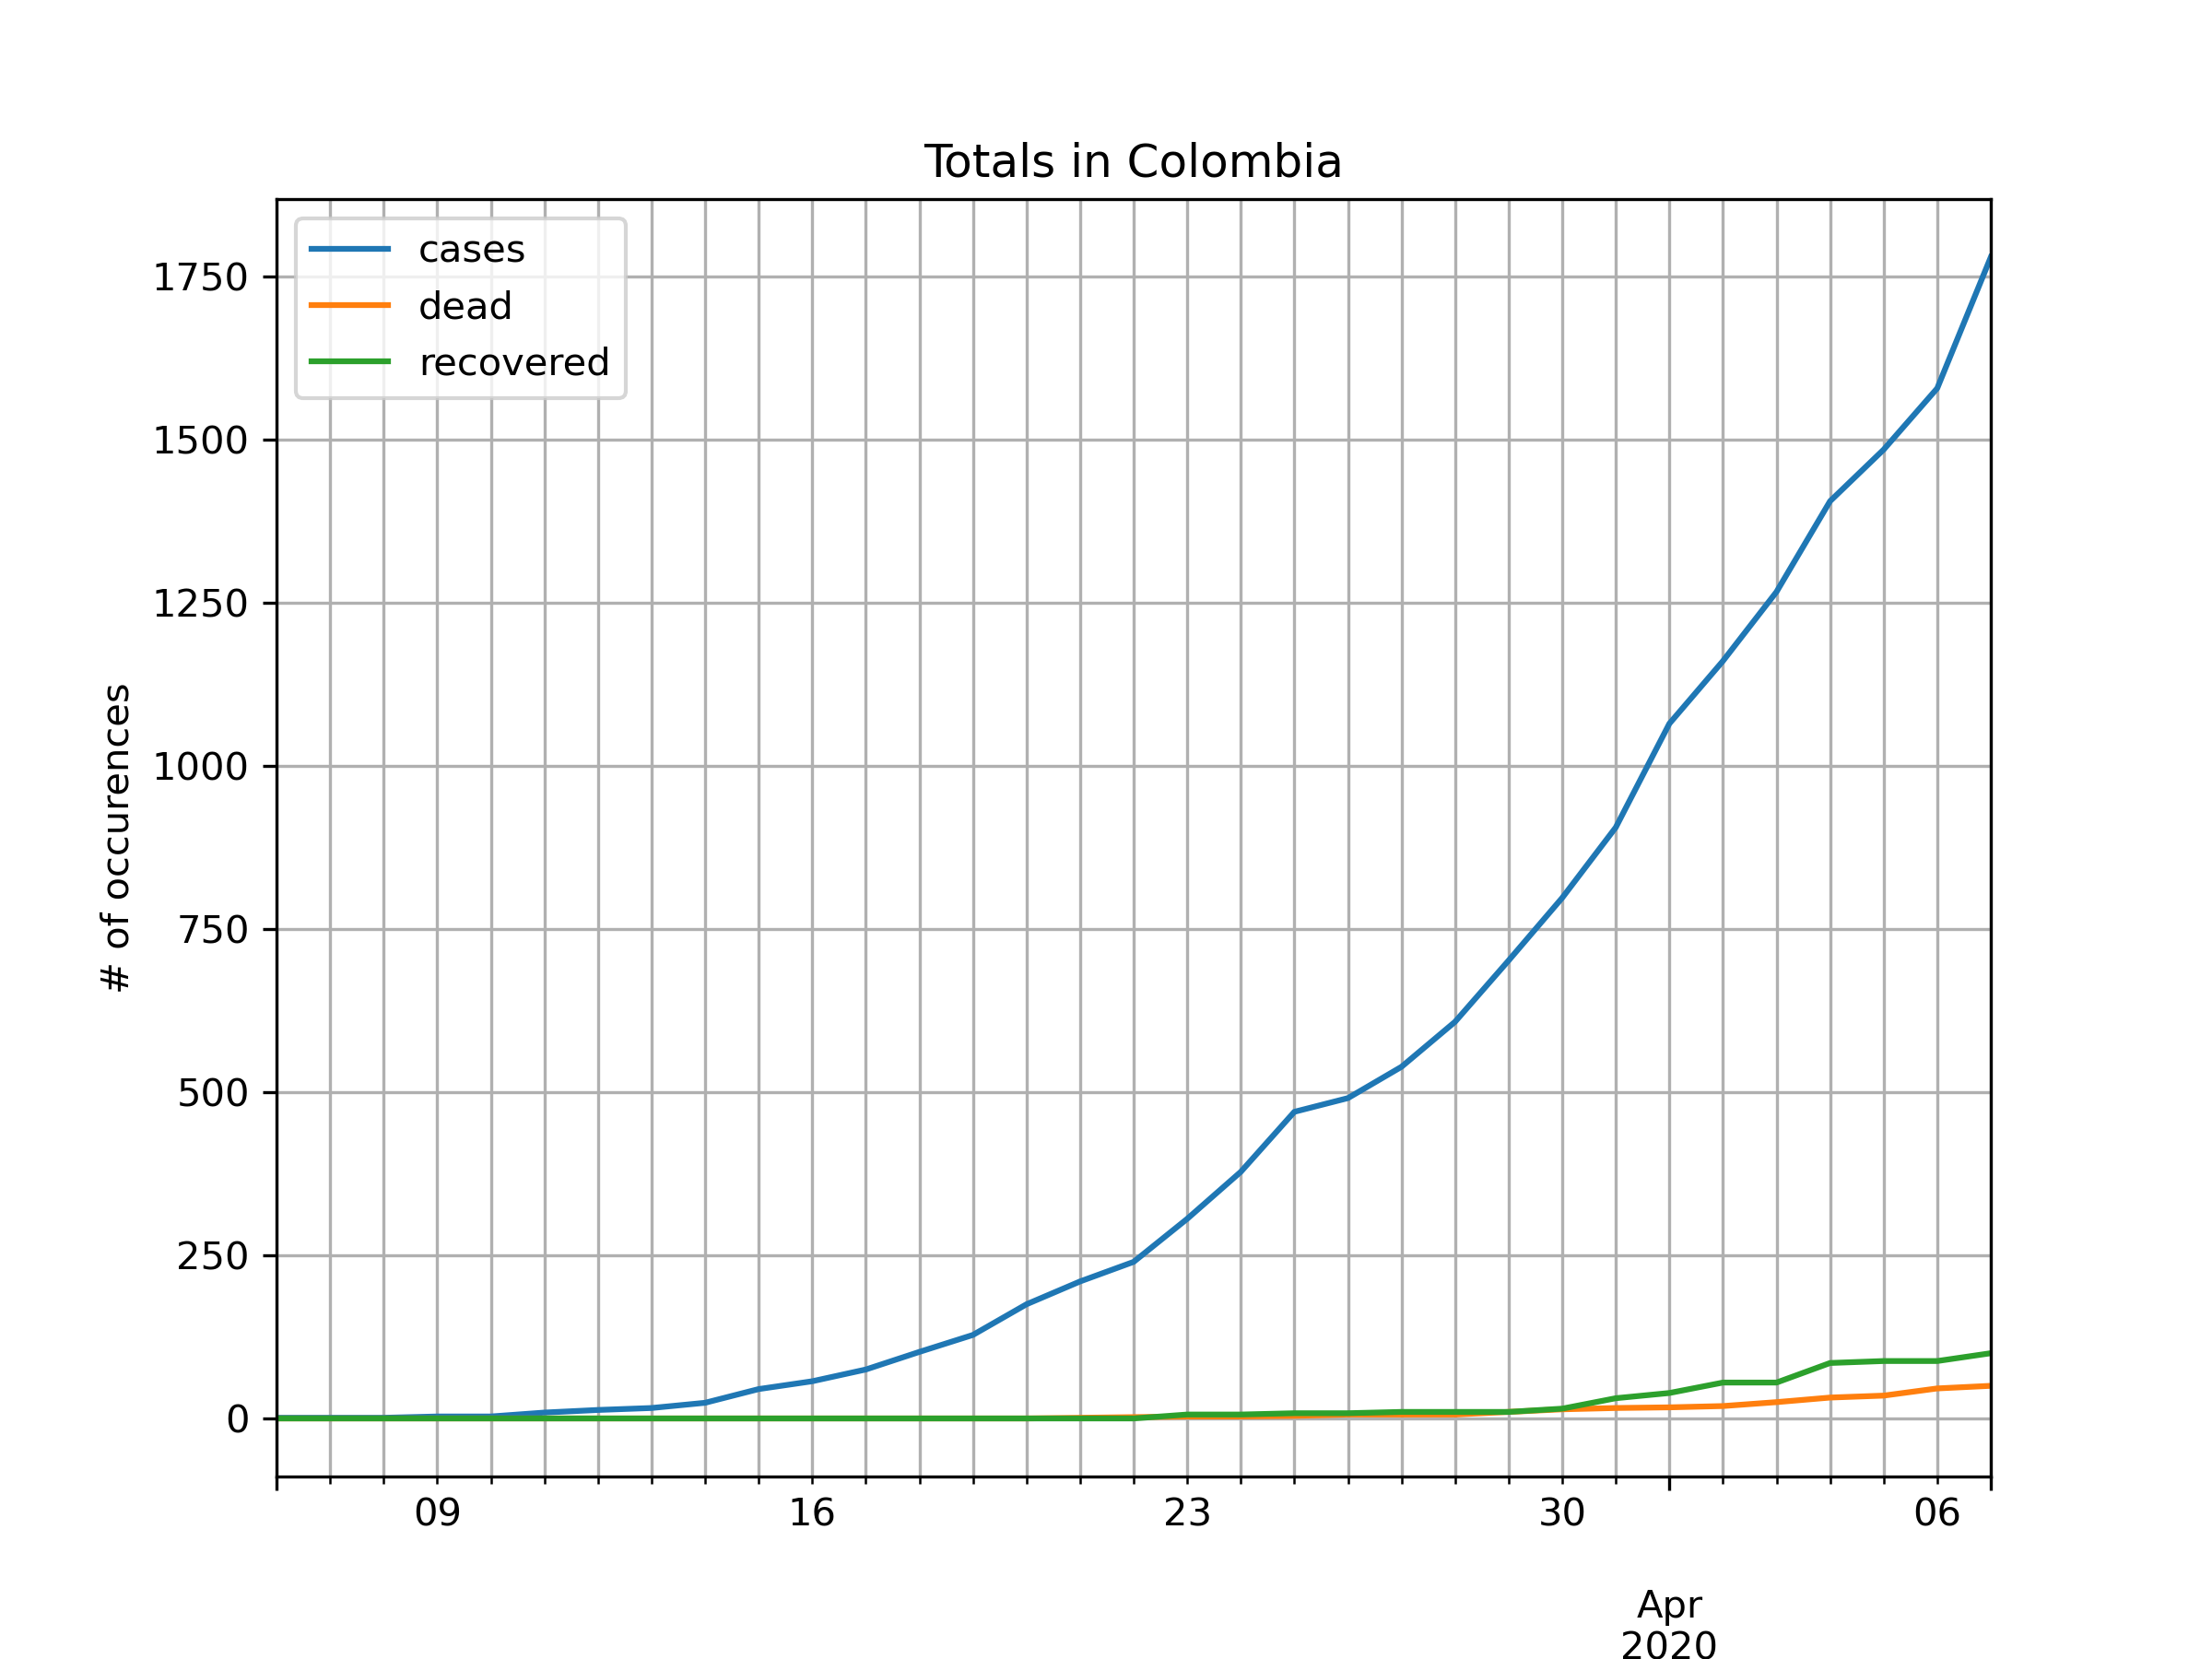 Totals in Colombia
cases
dead
recovered
1750
1500
1250
1000
750
500
250
0
# of occurences
09
16
23
30
06
Apr
2020